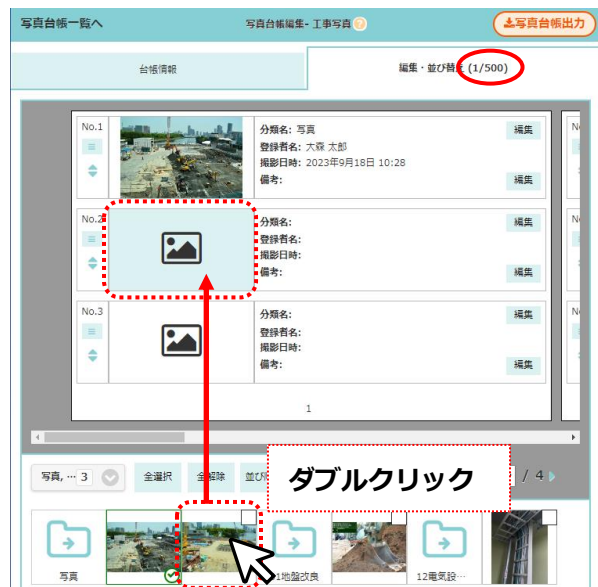 写真台帳一覧へ
写真台帳編集- 工事写真 ?
写真台帳出力
台帳情報
編集・並び替え (1/500)
No.1
分類名: 写真
編集
登録者名: 大森 太郎
撮影日時: 2023年9月18日 10:28
備考:
編集
No.2
分類名:
編集
登録者名:
撮影日時:
備考:
編集
No.3
分類名:
編集
登録者名:
撮影日時:
備考:
編集
1
写真, … 3
全選択
全解除
並び
ダブルクリック
/ 4
写真
1地盤改良
12電気設…